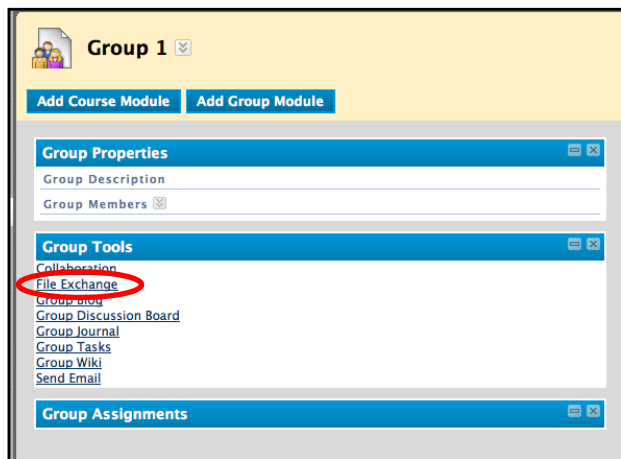 Group 1
Add Course Module Add Group Module
Group Properties
Group Description
Group Members
Group Tools
Collaboration
File Exchange
Group Blog
Group Discussion Board
Group Journal
Group Tasks
Group Wiki
Send Email
Group Assignments